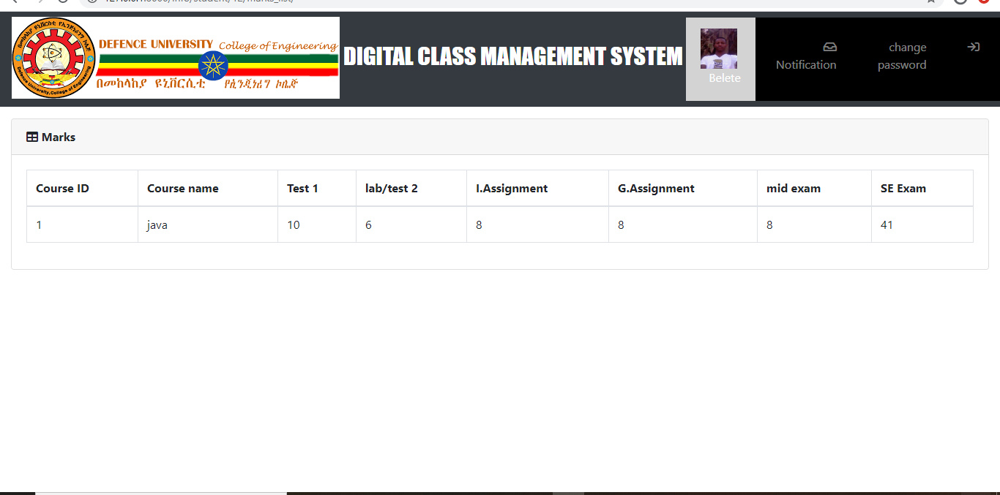 DEFENCE UNIVERSITY College of Engineering
በመከላከያ ዩኒቨርሲቲ የኢንጂነሪንግ ኮሌጅ
Defence University, College of Engineering
DIGITAL CLASS MANAGEMENT SYSTEM
Belete
Notification
change
password
Marks
Course ID Course name Test 1 lab/test 2 I.Assignment G.Assignment mid exam SE Exam
1 java 10 6 8 8 8 41